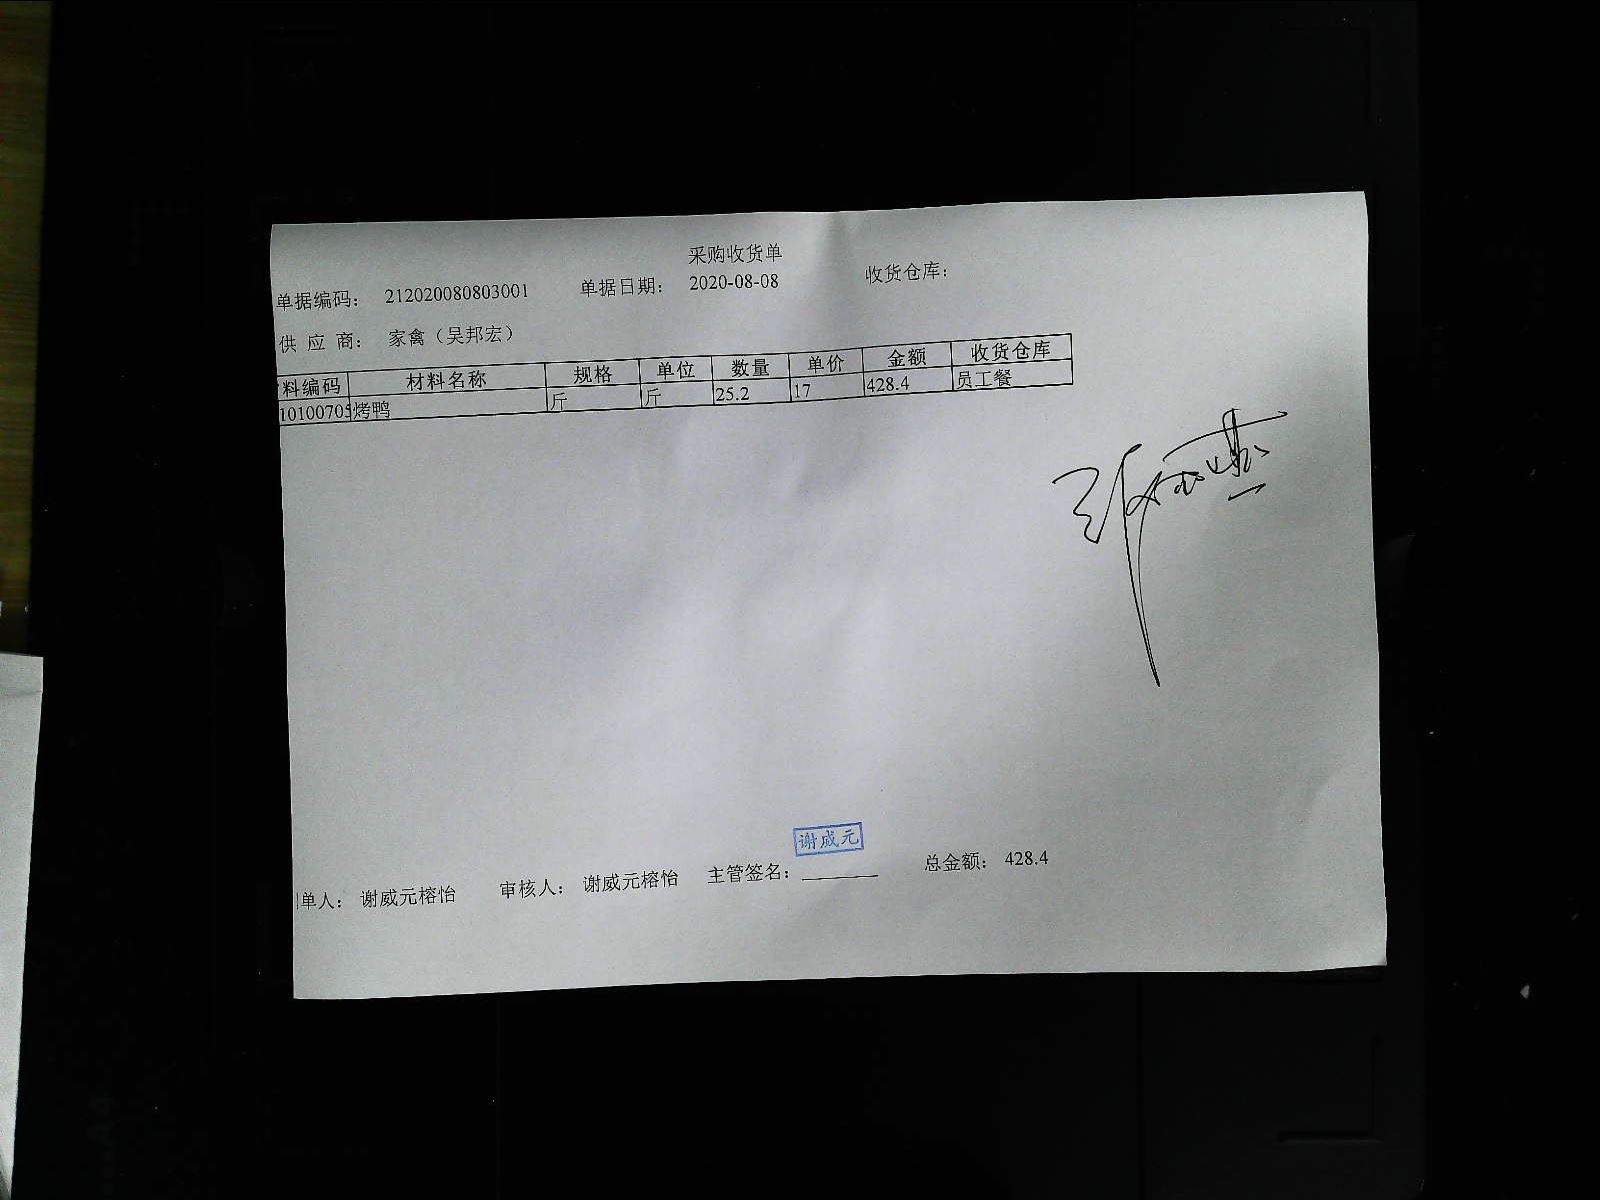 采购收货单
单据编码: 212020080803001 单据日期: 2020-08-08 收货仓库:
供 应 商: 家禽（吴邦宏）
料编码 材料名称 规格 单位 数量 单价 金额 收货仓库
10100705 烤鸭 斤 斤 25.2 17 428.4 员工餐
谢威元
单人: 谢威元榕怡 审核人: 谢威元榕怡 主管签名: 总金额: 428.4